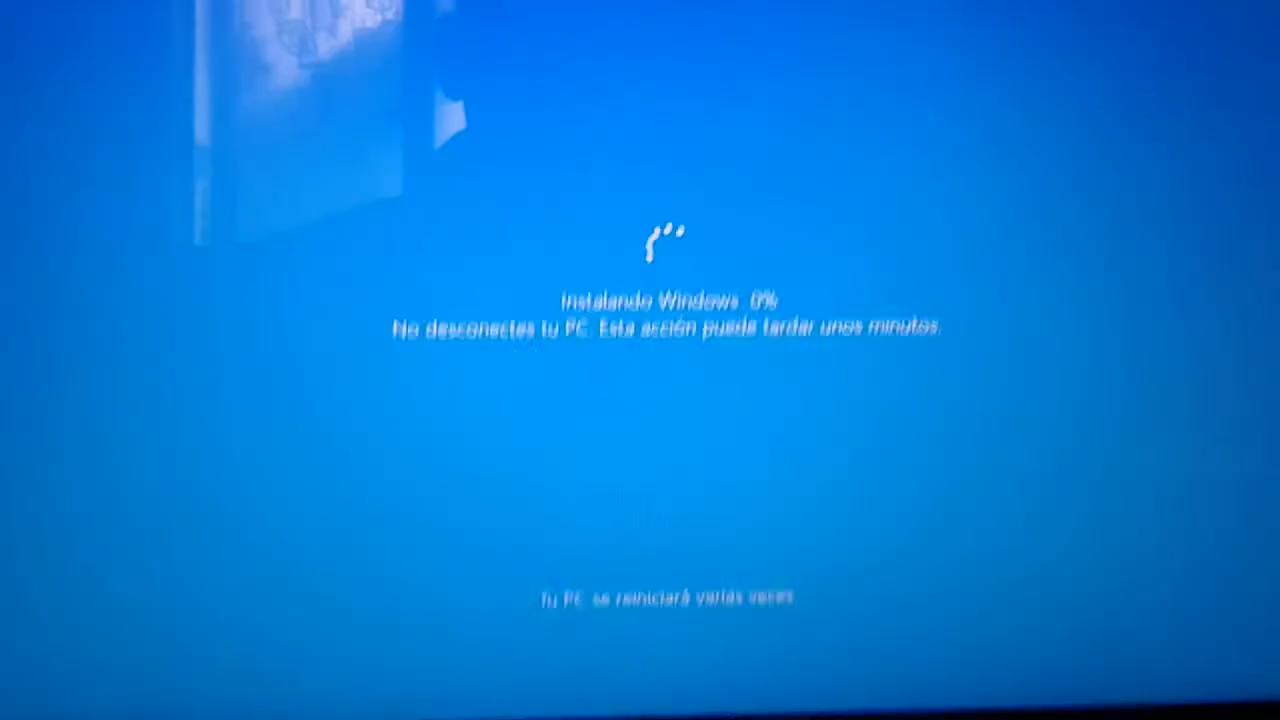 Instalando Windows 0%
No desconectes tu PC. Esta acción puede tardar unos minutos.
Tu PC se reiniciará varias veces